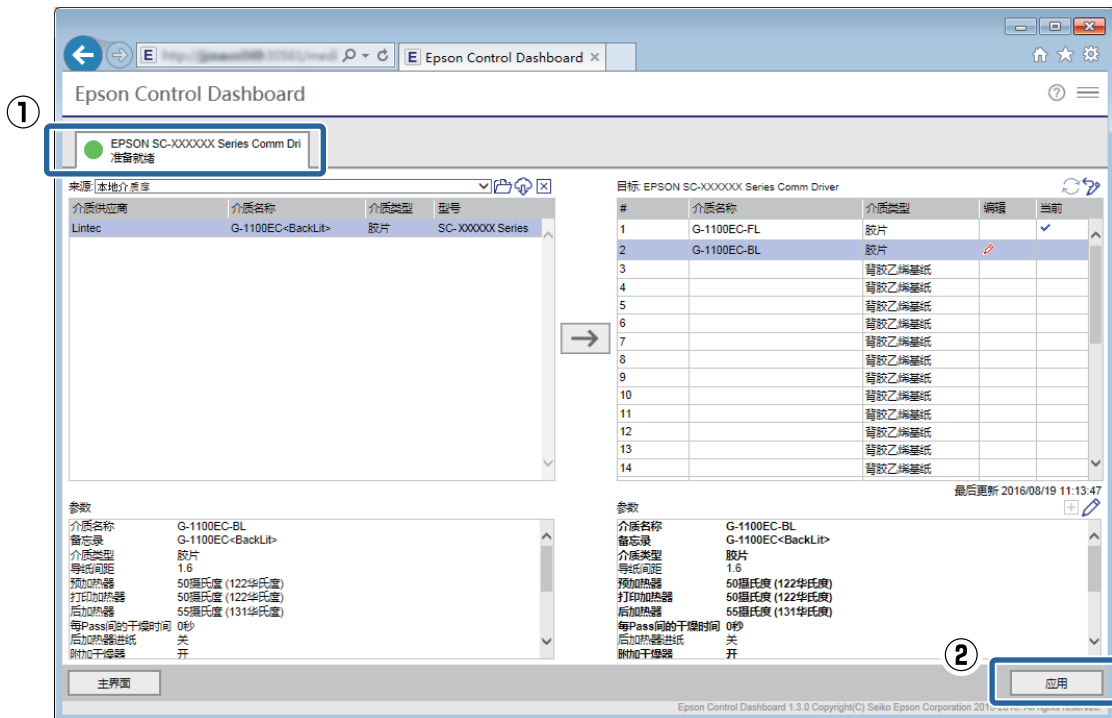 E
E Epson Control Dashboard ×
Epson Control Dashboard
?
①
EPSON SC-XXXXXX Series Comm Dri
准备就绪
来源: 本地介质库
目标: EPSON SC-XXXXXX Series Comm Driver
介质供应商 介质名称 介质类型 型号
Lintec G-1100EC<BackLit> 胶片 SC-XXXXXX Series
# 介质名称 介质类型 编辑 当前
1 G-1100EC-FL 胶片 ✓
2 G-1100EC-BL 胶片
3 背胶乙烯基纸
4 背胶乙烯基纸
5 背胶乙烯基纸
6 背胶乙烯基纸
7 背胶乙烯基纸
8 背胶乙烯基纸
9 背胶乙烯基纸
10 背胶乙烯基纸
11 背胶乙烯基纸
12 背胶乙烯基纸
13 背胶乙烯基纸
14 背胶乙烯基纸
最后更新 2016/08/19 11:13:47
参数
介质名称 G-1100EC-BL
备忘录 G-1100EC<BackLit>
介质类型 胶片
导纸间距 1.6
预加热器 50摄氏度 (122华氏度)
打印加热器 50摄氏度 (122华氏度)
后加热器 55摄氏度 (131华氏度)
每Pass间的干燥时间 0秒
后加热器进纸 关
附加干燥器 开
参数
介质名称 G-1100EC-BL
备忘录 G-1100EC<BackLit>
介质类型 胶片
导纸间距 1.6
预加热器 50摄氏度 (122华氏度)
打印加热器 50摄氏度 (122华氏度)
后加热器 55摄氏度 (131华氏度)
每Pass间的干燥时间 0秒
后加热器进纸 关
附加干燥器 开
②
主界面
应用
Epson Control Dashboard 1.3.0 Copyright(C) Seiko Epson Corporation